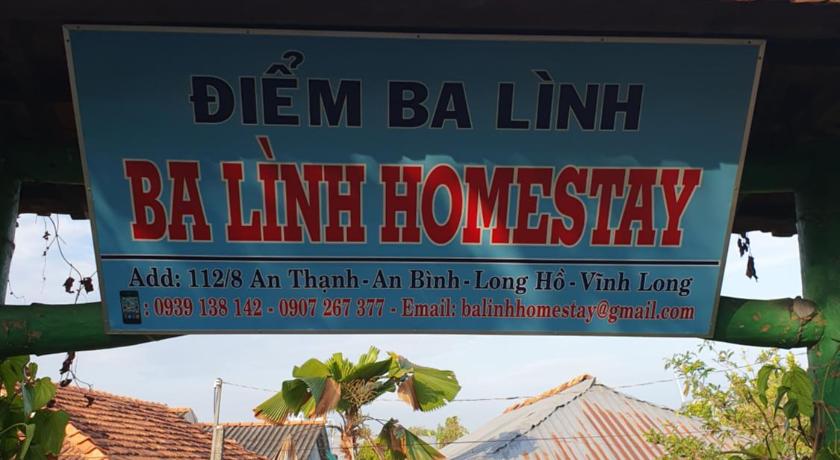 ĐIỂM BA LÌNH
BA LÌNH HOMESTAY
Add: 112/8 An Thạnh - An Bình - Long Hồ - Vĩnh Long
: 0939 138 142 - 0907 267 377 - Email: balinhhomestay@gmail.com